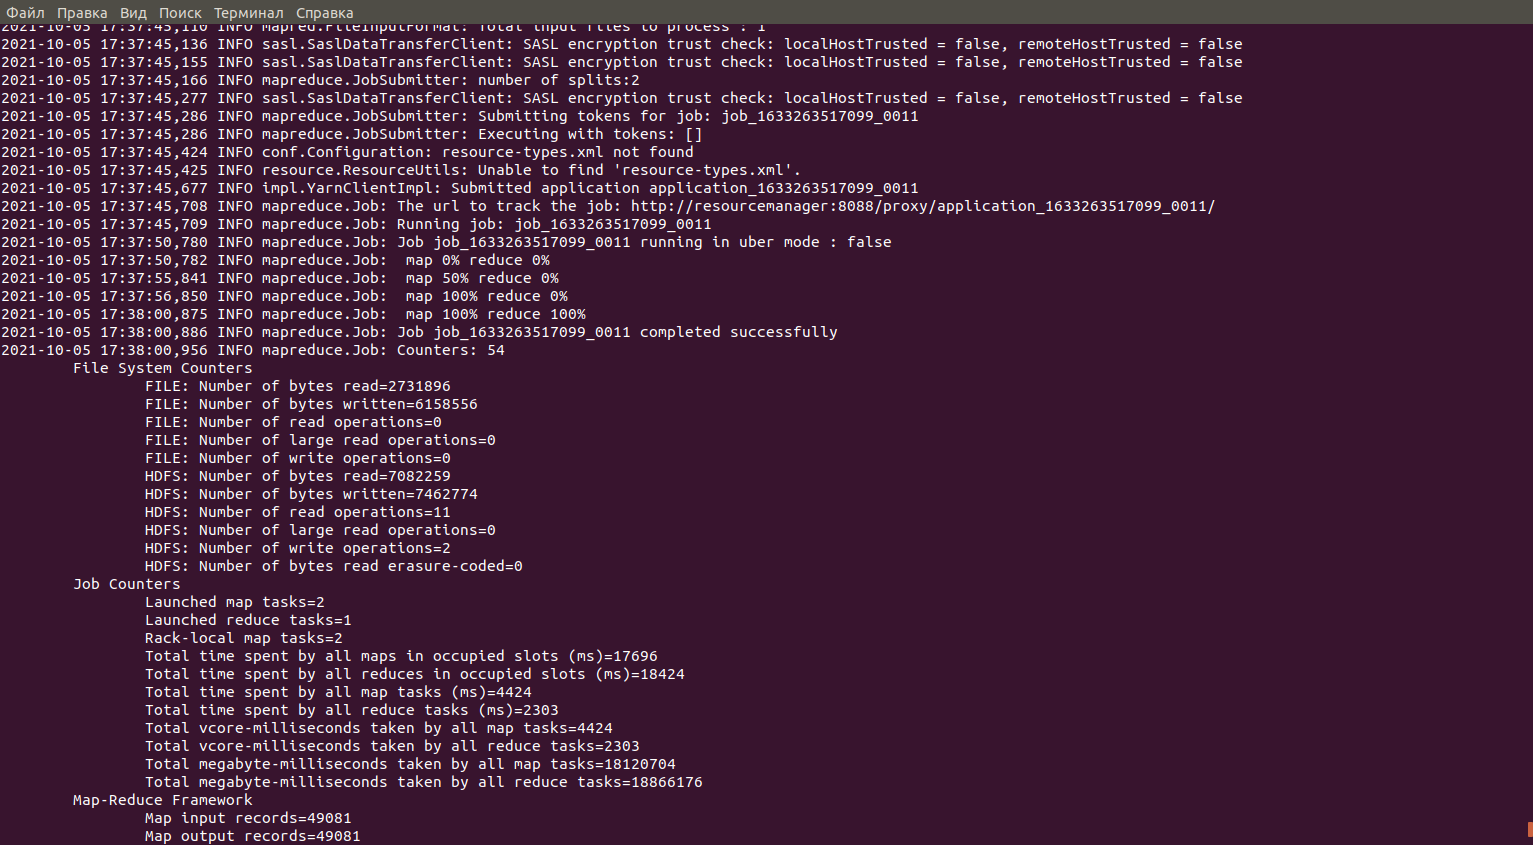 Файл Правка Вид Поиск Терминал Справка
2021-10-05 17:37:45,110 INFO mapred.FileInputFormat: Total input files to process : 1
2021-10-05 17:37:45,136 INFO sasl.SaslDataTransferClient: SASL encryption trust check: localHostTrusted = false, remoteHostTrusted = false
2021-10-05 17:37:45,155 INFO sasl.SaslDataTransferClient: SASL encryption trust check: localHostTrusted = false, remoteHostTrusted = false
2021-10-05 17:37:45,166 INFO mapreduce.JobSubmitter: number of splits:2
2021-10-05 17:37:45,277 INFO sasl.SaslDataTransferClient: SASL encryption trust check: localHostTrusted = false, remoteHostTrusted = false
2021-10-05 17:37:45,286 INFO mapreduce.JobSubmitter: Submitting tokens for job: job_1633263517099_0011
2021-10-05 17:37:45,286 INFO mapreduce.JobSubmitter: Executing with tokens: []
2021-10-05 17:37:45,424 INFO conf.Configuration: resource-types.xml not found
2021-10-05 17:37:45,425 INFO resource.ResourceUtils: Unable to find 'resource-types.xml'.
2021-10-05 17:37:45,677 INFO impl.YarnClientImpl: Submitted application application_1633263517099_0011
2021-10-05 17:37:45,708 INFO mapreduce.Job: The url to track the job: http://resourcemanager:8088/proxy/application_1633263517099_0011/
2021-10-05 17:37:45,709 INFO mapreduce.Job: Running job: job_1633263517099_0011
2021-10-05 17:37:50,780 INFO mapreduce.Job: Job job_1633263517099_0011 running in uber mode : false
2021-10-05 17:37:50,782 INFO mapreduce.Job:  map 0% reduce 0%
2021-10-05 17:37:55,841 INFO mapreduce.Job:  map 50% reduce 0%
2021-10-05 17:37:56,850 INFO mapreduce.Job:  map 100% reduce 0%
2021-10-05 17:38:00,875 INFO mapreduce.Job:  map 100% reduce 100%
2021-10-05 17:38:00,886 INFO mapreduce.Job: Job job_1633263517099_0011 completed successfully
2021-10-05 17:38:00,956 INFO mapreduce.Job: Counters: 54
File System Counters
FILE: Number of bytes read=2731896
FILE: Number of bytes written=6158556
FILE: Number of read operations=0
FILE: Number of large read operations=0
FILE: Number of write operations=0
HDFS: Number of bytes read=7082259
HDFS: Number of bytes written=7462774
HDFS: Number of read operations=11
HDFS: Number of large read operations=0
HDFS: Number of write operations=2
HDFS: Number of bytes read erasure-coded=0
Job Counters
Launched map tasks=2
Launched reduce tasks=1
Rack-local map tasks=2
Total time spent by all maps in occupied slots (ms)=17696
Total time spent by all reduces in occupied slots (ms)=18424
Total time spent by all map tasks (ms)=4424
Total time spent by all reduce tasks (ms)=2303
Total vcore-milliseconds taken by all map tasks=4424
Total vcore-milliseconds taken by all reduce tasks=2303
Total megabyte-milliseconds taken by all map tasks=18120704
Total megabyte-milliseconds taken by all reduce tasks=18866176
Map-Reduce Framework
Map input records=49081
Map output records=49081